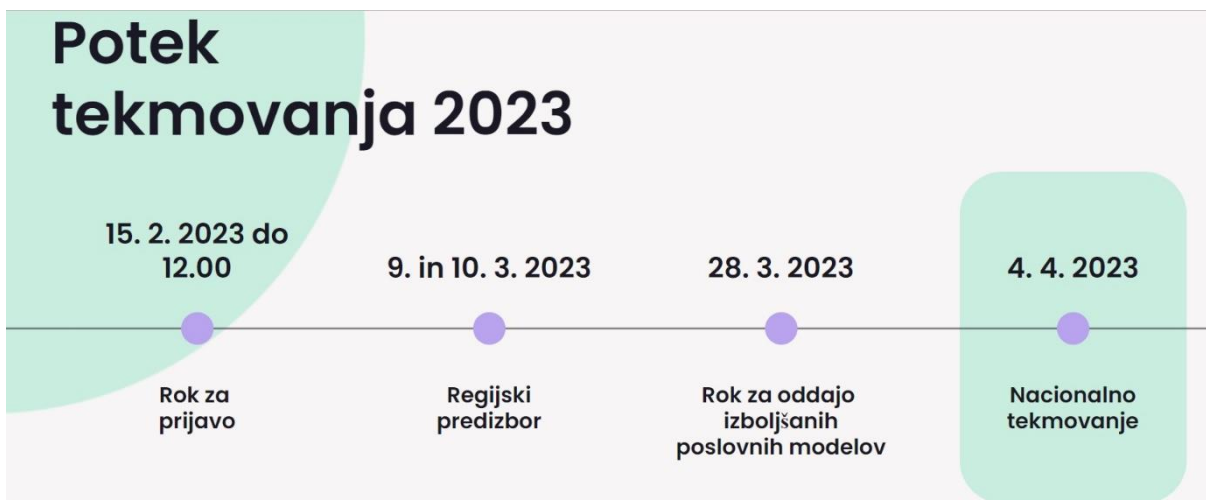 Potek
tekmovanja 2023
15. 2. 2023 do
12.00
9. in 10. 3. 2023
28. 3. 2023
4. 4. 2023
Rok za
prijavo
Regijski
predizbor
Rok za oddajo
izboljšanih
poslovnih modelov
Nacionalno
tekmovanje